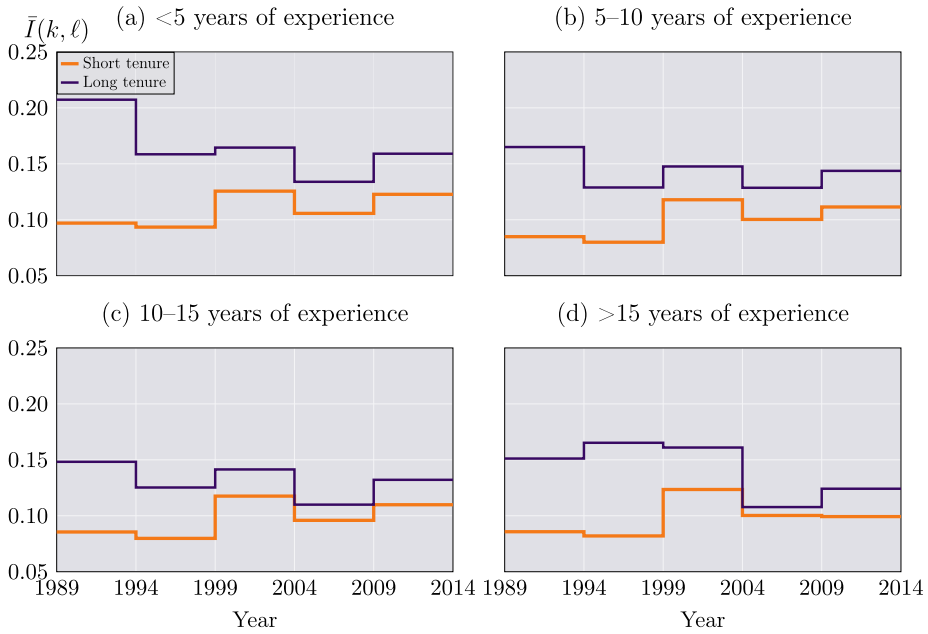 Ī(k, ℓ)
(a) <5 years of experience
(b) 5–10 years of experience
0.25
0.20
0.15
0.10
0.05
Short tenure
Long tenure
(c) 10–15 years of experience
(d) >15 years of experience
0.25
0.20
0.15
0.10
0.05
1989 1994 1999 2004 2009 2014
1989 1994 1999 2004 2009 2014
Year
Year